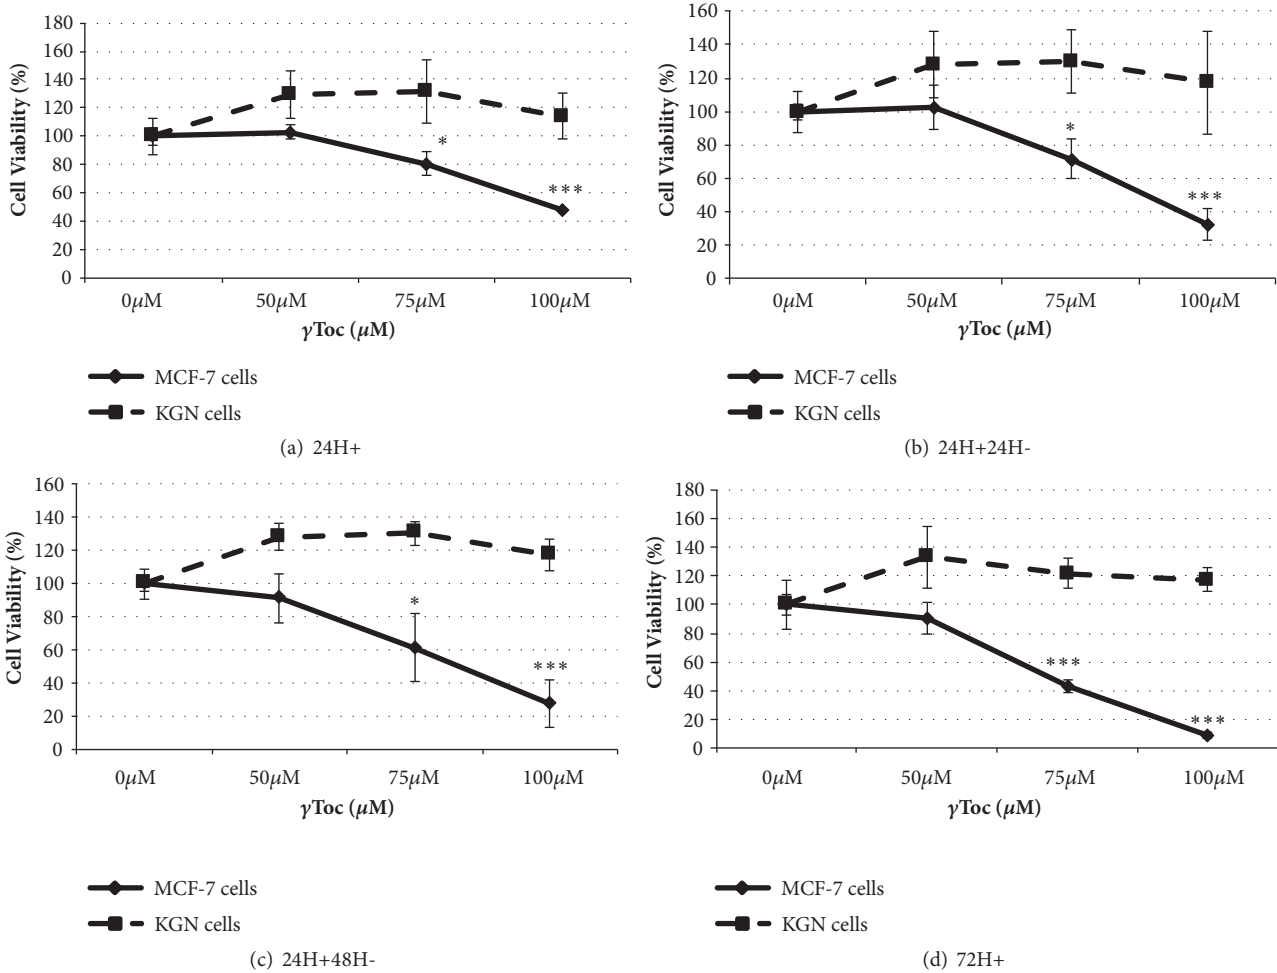 180
160
140
120
100
80
60
40
20
0
Cell Viability (%)
*
***
0μM 50μM 75μM 100μM
γToc (μM)
MCF-7 cells
KGN cells
(a) 24H+
160
140
120
100
80
60
40
20
0
Cell Viability (%)
*
***
0μM 50μM 75μM 100μM
γToc (μM)
MCF-7 cells
KGN cells
(b) 24H+24H-
160
140
120
100
80
60
40
20
0
Cell Viability (%)
*
***
0μM 50μM 75μM 100μM
γToc (μM)
MCF-7 cells
KGN cells
(c) 24H+48H-
180
160
140
120
100
80
60
40
20
0
Cell Viability (%)
***
***
0μM 50μM 75μM 100μM
γToc (μM)
MCF-7 cells
KGN cells
(d) 72H+